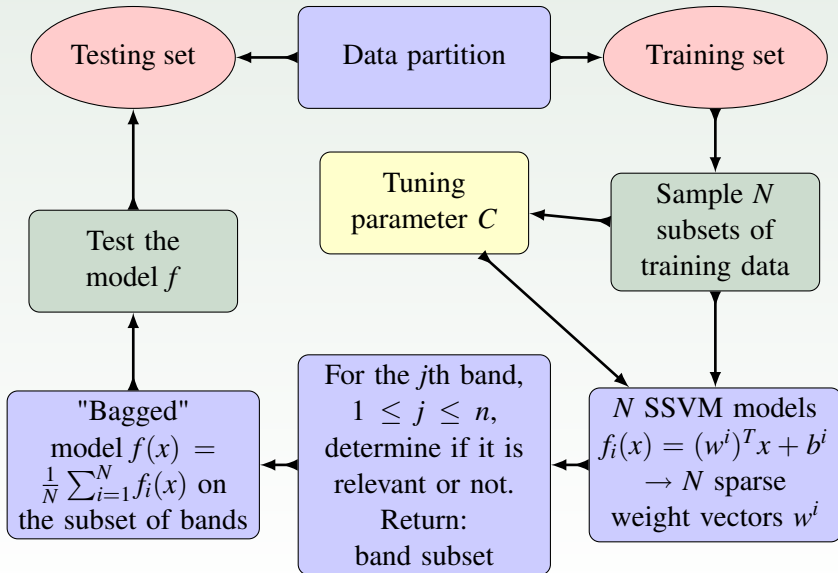 Testing set
Data partition
Training set
Tuning
parameter C
Sample N
subsets of
training data
Test the
model f
"Bagged"
model f(x) =
1/N ∑_{i=1}^{N} f_i(x) on
the subset of bands
For the jth band,
1 ≤ j ≤ n,
determine if it is
relevant or not.
Return:
band subset
N SSVM models
f_i(x) = (w^i)^T x + b^i
→ N sparse
weight vectors w^i